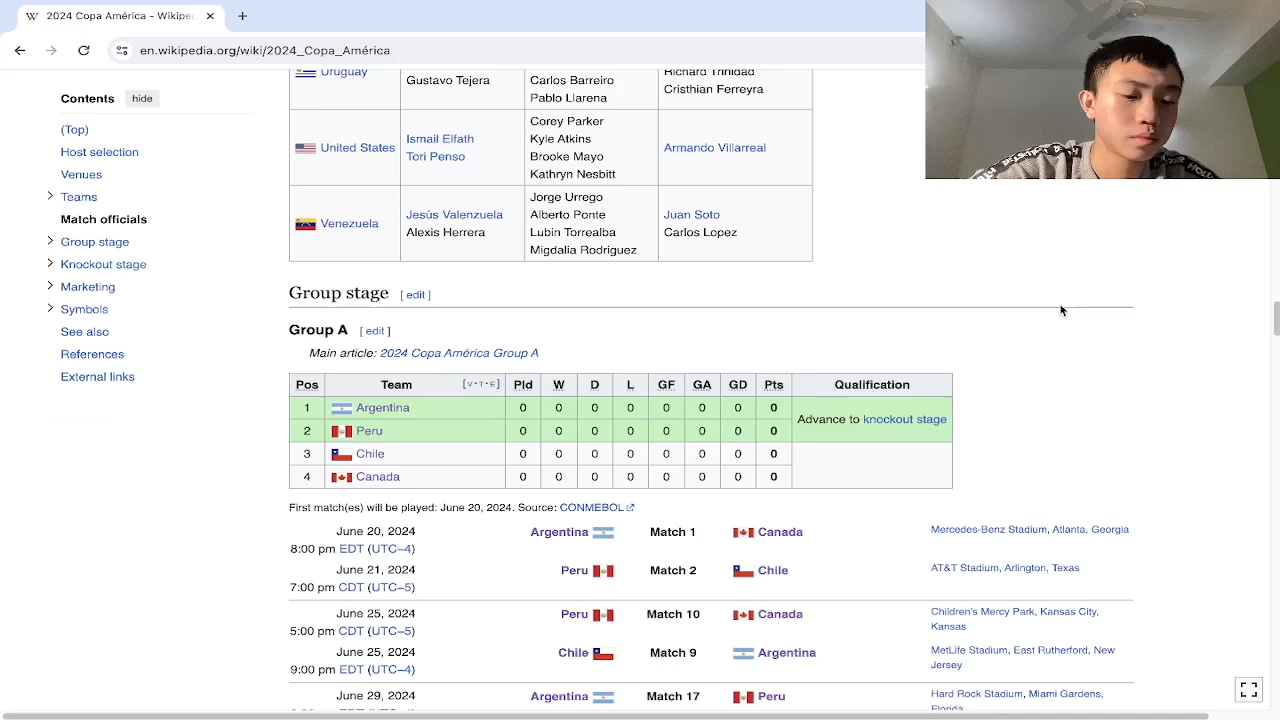 2024 Copa América - Wikipe
en.wikipedia.org/wiki/2024_Copa_América
Contents hide
(Top)
Host selection
Venues
Teams
Match officials
Group stage
Knockout stage
Marketing
Symbols
See also
References
External links
Uruguay
Gustavo Tejera
Carlos Barreiro
Pablo Llarena
Richard Trinidad
Cristhian Ferreyra
United States
Ismail Elfath
Tori Penso
Corey Parker
Kyle Atkins
Brooke Mayo
Kathryn Nesbitt
Armando Villarreal
Venezuela
Jesús Valenzuela
Alexis Herrera
Jorge Urrego
Alberto Ponte
Lubin Torrealba
Migdalia Rodriguez
Juan Soto
Carlos Lopez
Group stage [ edit ]
Group A [ edit ]
Main article: 2024 Copa América Group A
Pos Team [V·T·E] Pld W D L GF GA GD Pts Qualification
1 Argentina 0 0 0 0 0 0 0 0 Advance to knockout stage
2 Peru 0 0 0 0 0 0 0 0
3 Chile 0 0 0 0 0 0 0 0
4 Canada 0 0 0 0 0 0 0 0
First match(es) will be played: June 20, 2024. Source: CONMEBOL
June 20, 2024
8:00 pm EDT (UTC–4)
Argentina Match 1 Canada Mercedes-Benz Stadium, Atlanta, Georgia
June 21, 2024
7:00 pm CDT (UTC–5)
Peru Match 2 Chile AT&T Stadium, Arlington, Texas
June 25, 2024
5:00 pm CDT (UTC–5)
Peru Match 10 Canada Children's Mercy Park, Kansas City,
Kansas
June 25, 2024
9:00 pm EDT (UTC–4)
Chile Match 9 Argentina MetLife Stadium, East Rutherford, New
Jersey
June 29, 2024
Argentina Match 17 Peru Hard Rock Stadium, Miami Gardens,
Florida